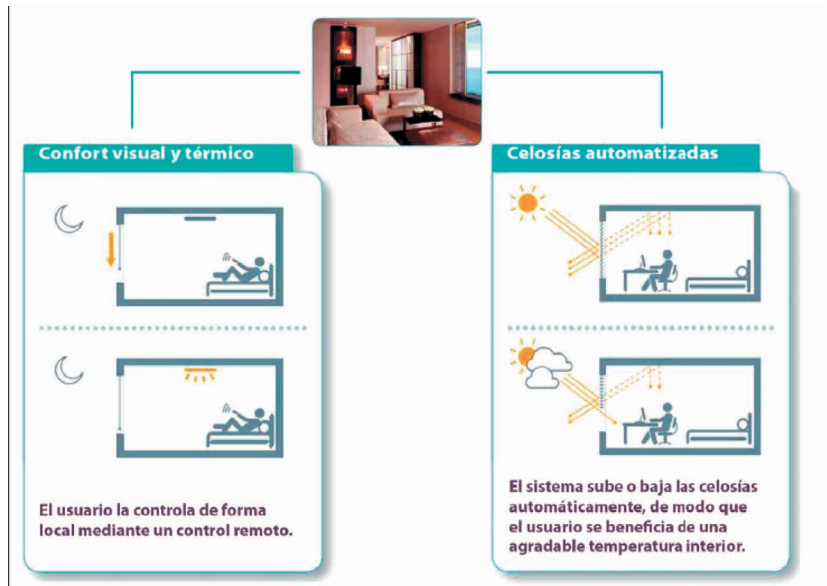 Confort visual y térmico
El usuario la controla de forma
local mediante un control remoto.
Celosías automatizadas
El sistema sube o baja las celosías
automáticamente, de modo que
el usuario se beneficia de una
agradable temperatura interior.